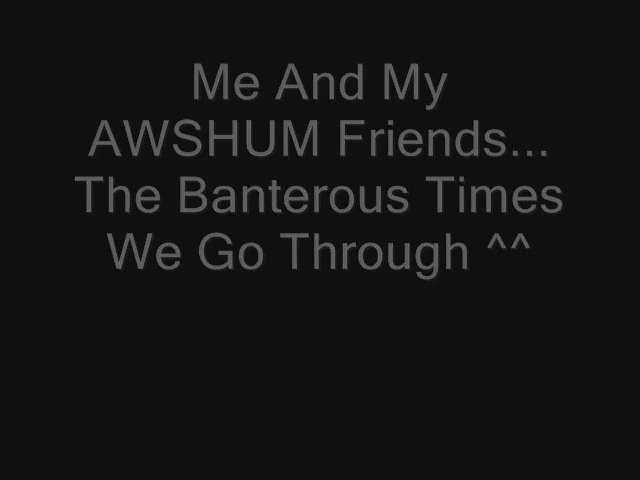 Me And My
AWSHUM Friends...
The Banterous Times
We Go Through ^^